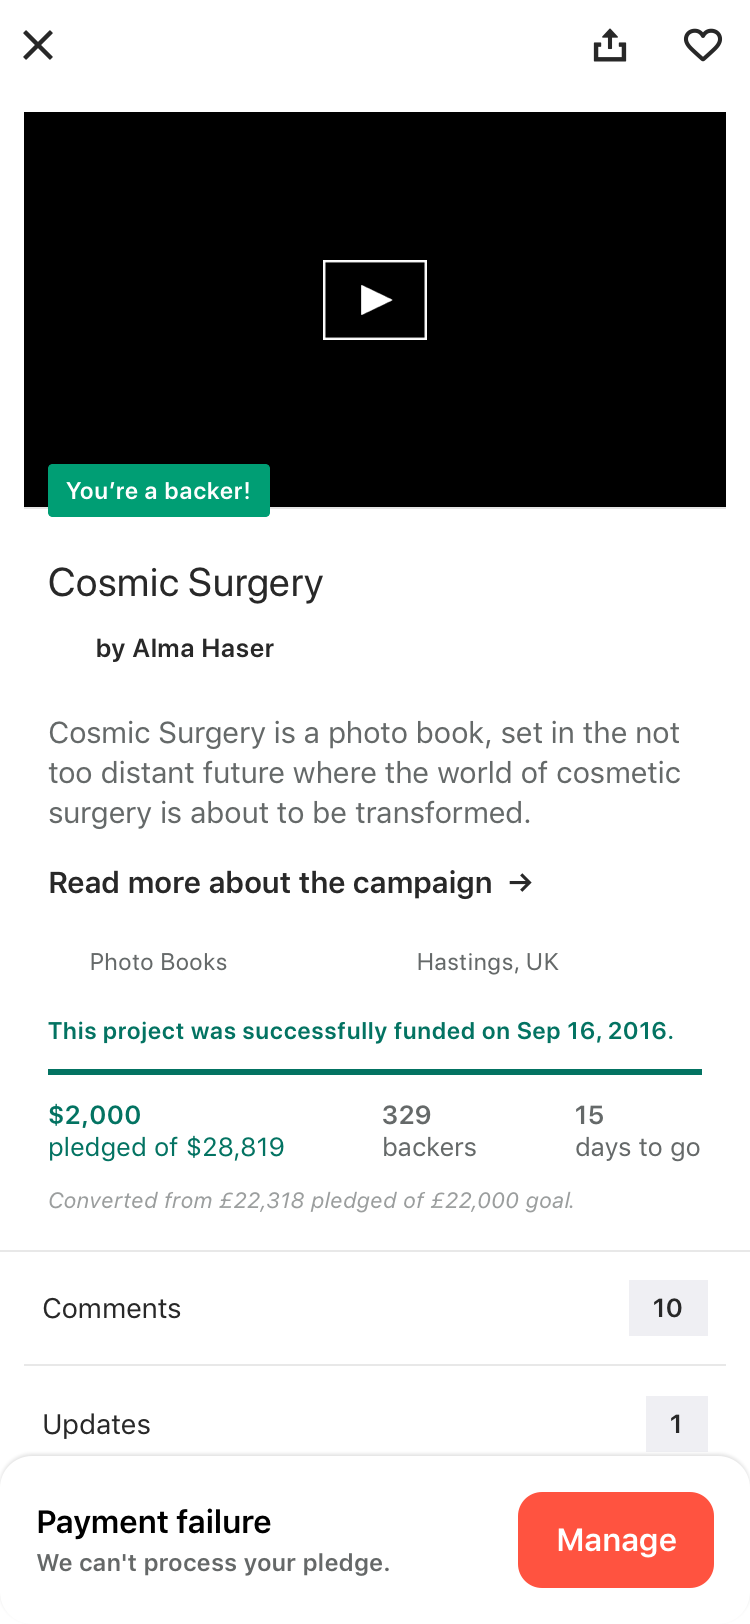 You’re a backer!
Cosmic Surgery
by Alma Haser
Cosmic Surgery is a photo book, set in the not
too distant future where the world of cosmetic
surgery is about to be transformed.
Read more about the campaign →
Photo Books
Hastings, UK
This project was successfully funded on Sep 16, 2016.
$2,000
pledged of $28,819
329
backers
15
days to go
Converted from £22,318 pledged of £22,000 goal.
Comments
10
Updates
1
Payment failure
We can't process your pledge.
Manage